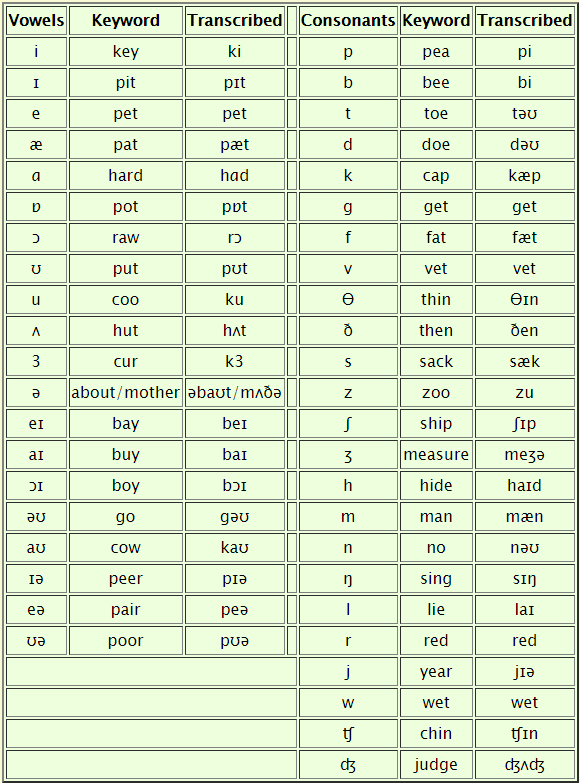 Vowels Keyword Transcribed Consonants Keyword Transcribed
i key ki p pea pi
ɪ pit pɪt b bee bi
e pet pet t toe təʊ
æ pat pæt d doe dəʊ
ɑ hard hɑd k cap kæp
ɒ pot pɒt g get get
ɔ raw rɔ f fat fæt
ʊ put pʊt v vet vet
u coo ku Ɵ thin Ɵɪn
ʌ hut hʌt ð then ðen
3 cur k3 s sack sæk
ə about/mother əbaʊt/mʌðə z zoo zu
eɪ bay beɪ ʃ ship ʃɪp
aɪ buy baɪ ʒ measure meʒə
ɔɪ boy bɔɪ h hide haɪd
əʊ go gəʊ m man mæn
aʊ cow kaʊ n no nəʊ
ɪə peer pɪə ŋ sing sɪŋ
eə pair peə l lie laɪ
ʊə poor pʊə r red red
j year jɪə
w wet wet
ʧ chin ʧɪn
ʤ judge ʤʌʤ